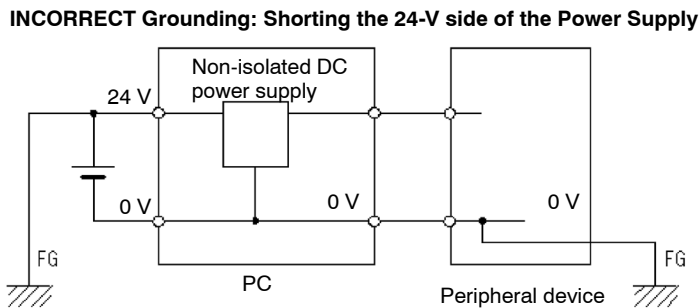 INCORRECT Grounding: Shorting the 24-V side of the Power Supply
Non-isolated DC
power supply
24 V
0 V
0 V
0 V
FG
FG
PC
Peripheral device